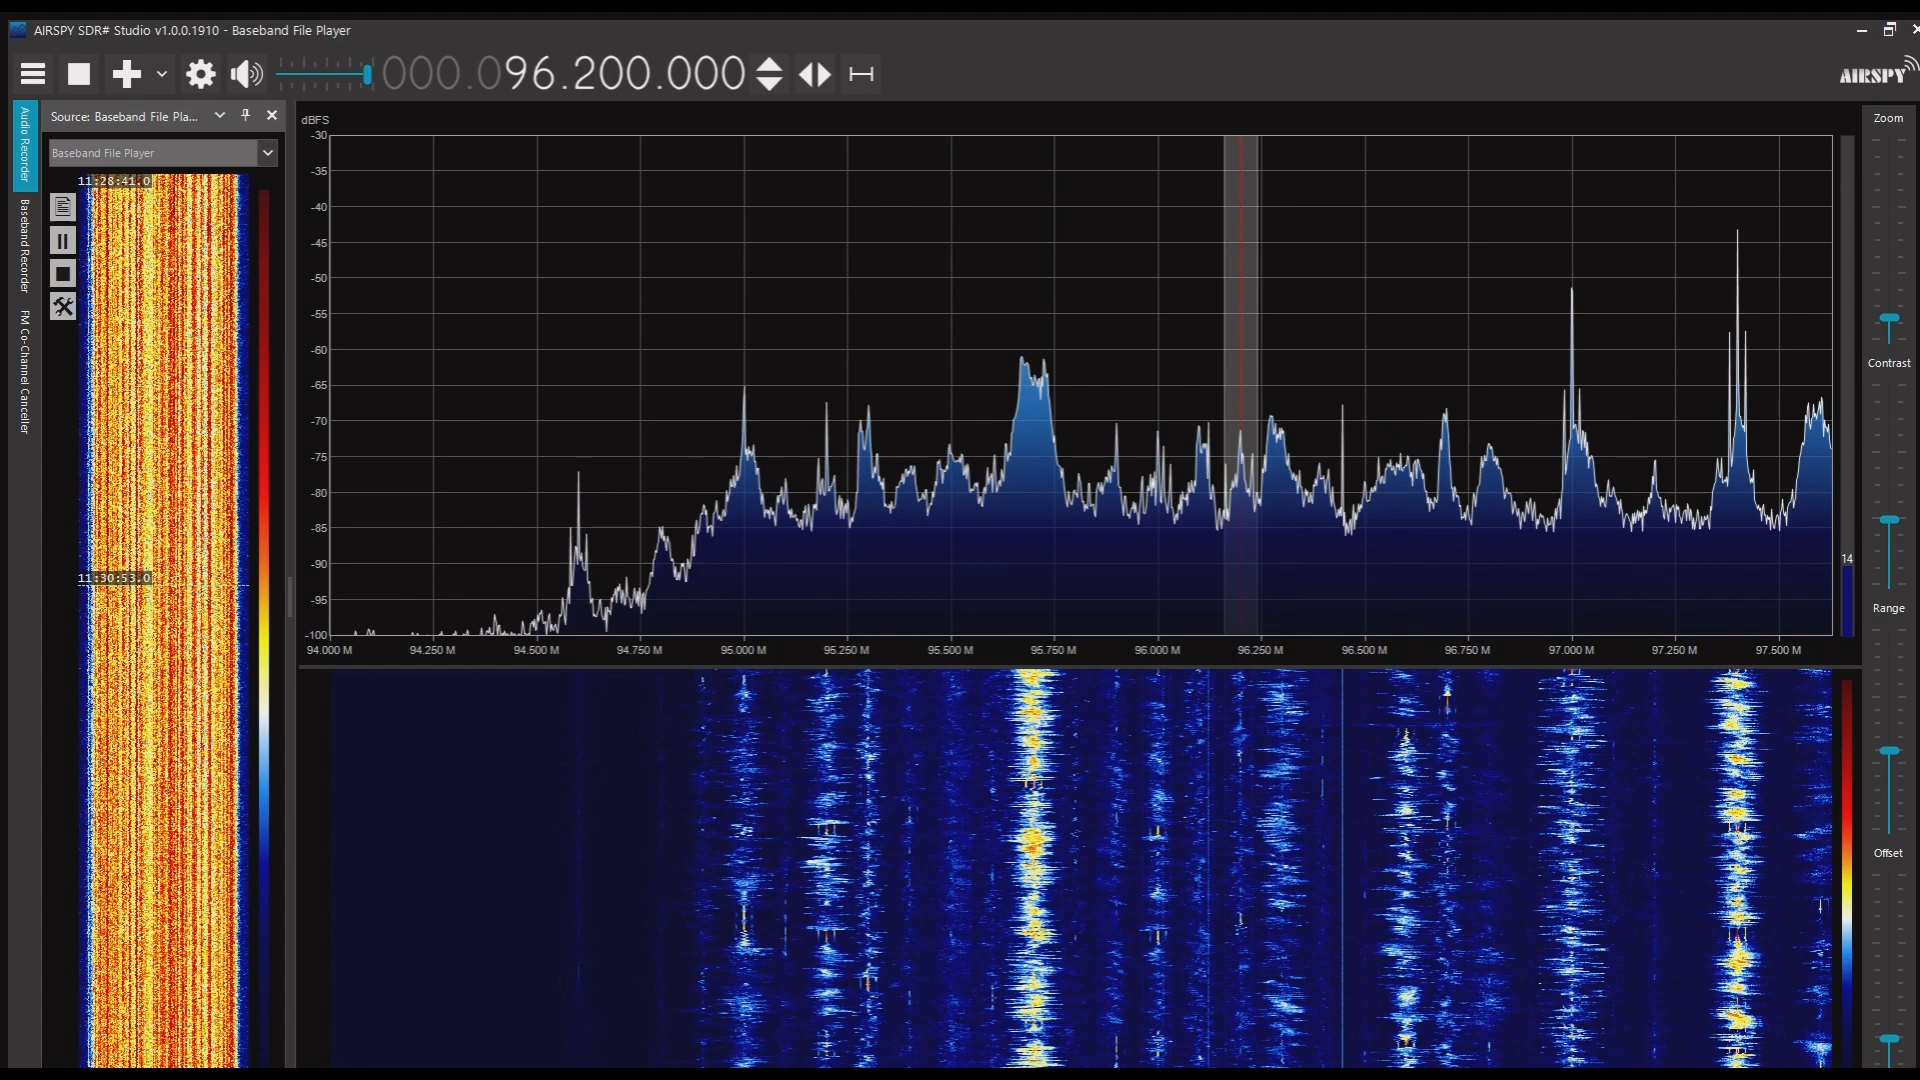 AIRSPY SDR# Studio v1.0.0.1910 - Baseband File Player
000.096.200.000
AIRSPY
Source: Baseband File Pla...
Baseband File Player
Audio Recorder
Baseband Recorder
FM Co-Channel Canceller
11:28:41.0
11:30:53.0
dBFS
-30
-35
-40
-45
-50
-55
-60
-65
-70
-75
-80
-85
-90
-95
-100
94.000 M 94.250 M 94.500 M 94.750 M 95.000 M 95.250 M 95.500 M 95.750 M 96.000 M 96.250 M 96.500 M 96.750 M 97.000 M 97.250 M 97.500 M
14
Zoom
Contrast
Range
Offset